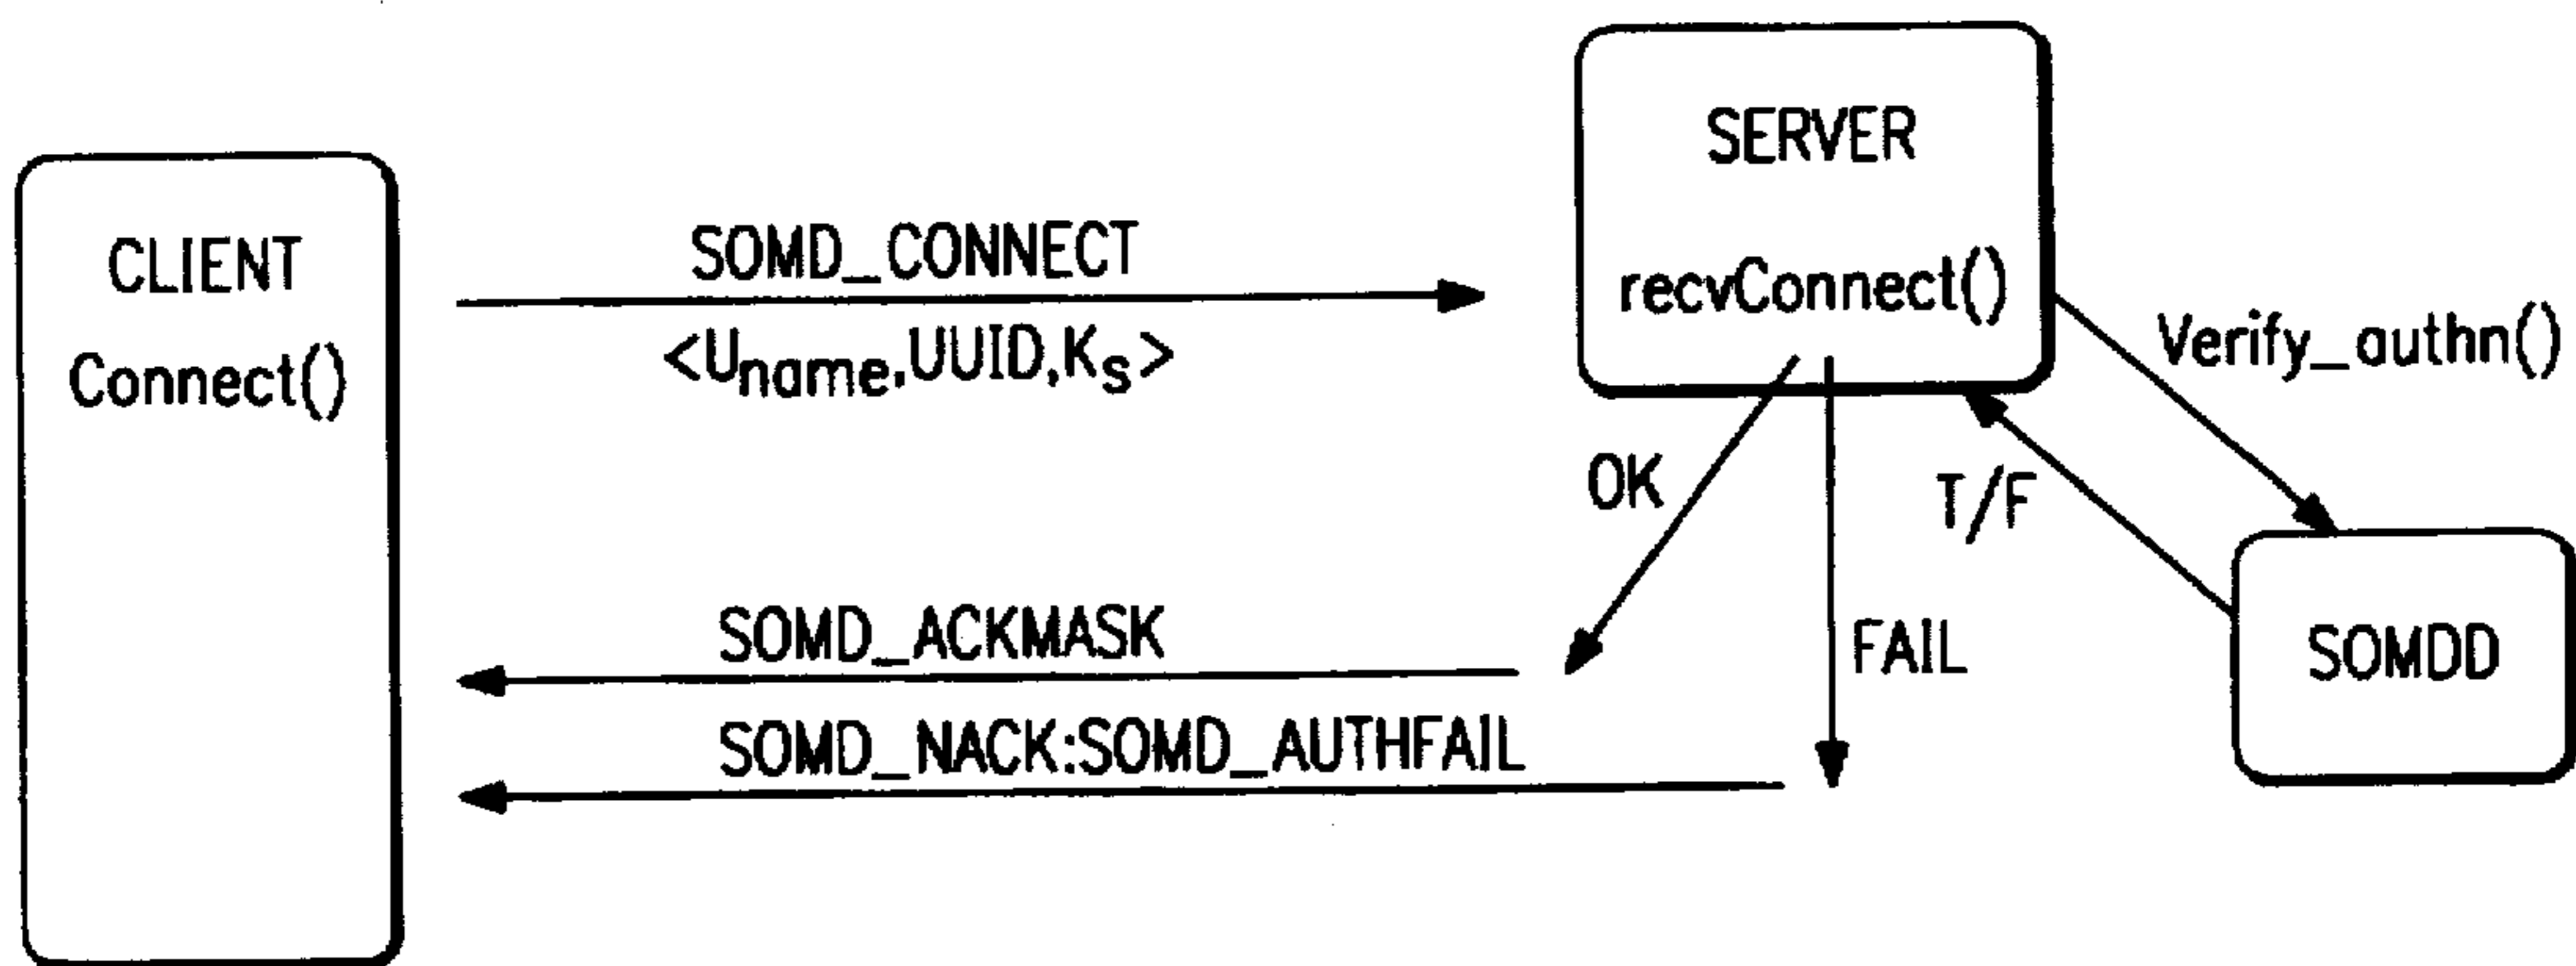 SERVER
recvConnect()
CLIENT
Connect()
SOMD_CONNECT
<Uname,UUID,Ks>
Verify_authn()
OK
T/F
SOMD_ACKMASK
FAIL
SOMDD
SOMD_NACK:SOMD_AUTHFAIL